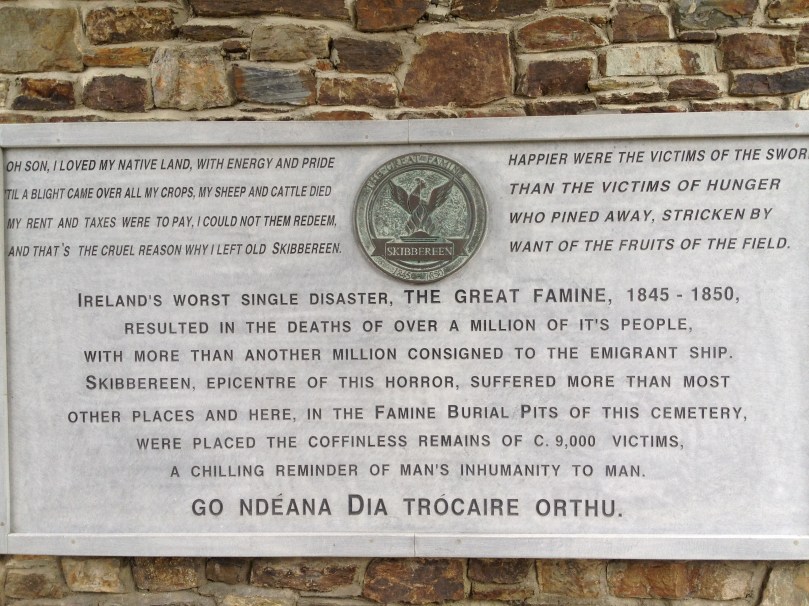 OH SON, I LOVED MY NATIVE LAND, WITH ENERGY AND PRIDE
'TIL A BLIGHT CAME OVER ALL MY CROPS, MY SHEEP AND CATTLE DIED
MY RENT AND TAXES WERE TO PAY, I COULD NOT THEM REDEEM,
AND THAT'S THE CRUEL REASON WHY I LEFT OLD SKIBBEREEN.
THE GREAT FAMINE
SKIBBEREEN
HAPPIER WERE THE VICTIMS OF THE SWORD
THAN THE VICTIMS OF HUNGER
WHO PINED AWAY, STRICKEN BY
WANT OF THE FRUITS OF THE FIELD.
IRELAND'S WORST SINGLE DISASTER, THE GREAT FAMINE, 1845 - 1850,
RESULTED IN THE DEATHS OF OVER A MILLION OF IT'S PEOPLE,
WITH MORE THAN ANOTHER MILLION CONSIGNED TO THE EMIGRANT SHIP.
SKIBBEREEN, EPICENTRE OF THIS HORROR, SUFFERED MORE THAN MOST
OTHER PLACES AND HERE, IN THE FAMINE BURIAL PITS OF THIS CEMETERY,
WERE PLACED THE COFFINLESS REMAINS OF C. 9,000 VICTIMS,
A CHILLING REMINDER OF MAN'S INHUMANITY TO MAN.
GO NDÉANA DIA TRÓCAIRE ORTHU.